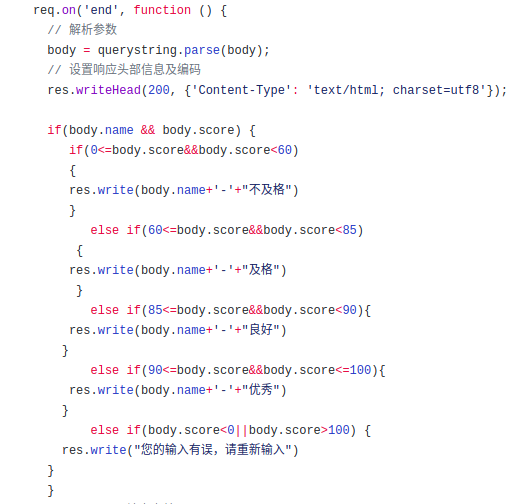 req.on('end', function () {
// 解析参数
body = querystring.parse(body);
// 设置响应头部信息及编码
res.writeHead(200, {'Content-Type': 'text/html; charset=utf8'});
if(body.name && body.score) {
if(0<=body.score&&body.score<60)
{
res.write(body.name+'-'+"不及格")
}
else if(60<=body.score&&body.score<85)
{
res.write(body.name+'-'+"及格")
}
else if(85<=body.score&&body.score<90){
res.write(body.name+'-'+"良好")
}
else if(90<=body.score&&body.score<=100){
res.write(body.name+'-'+"优秀")
}
else if(body.score<0||body.score>100) {
res.write("您的输入有误，请重新输入")
}
}